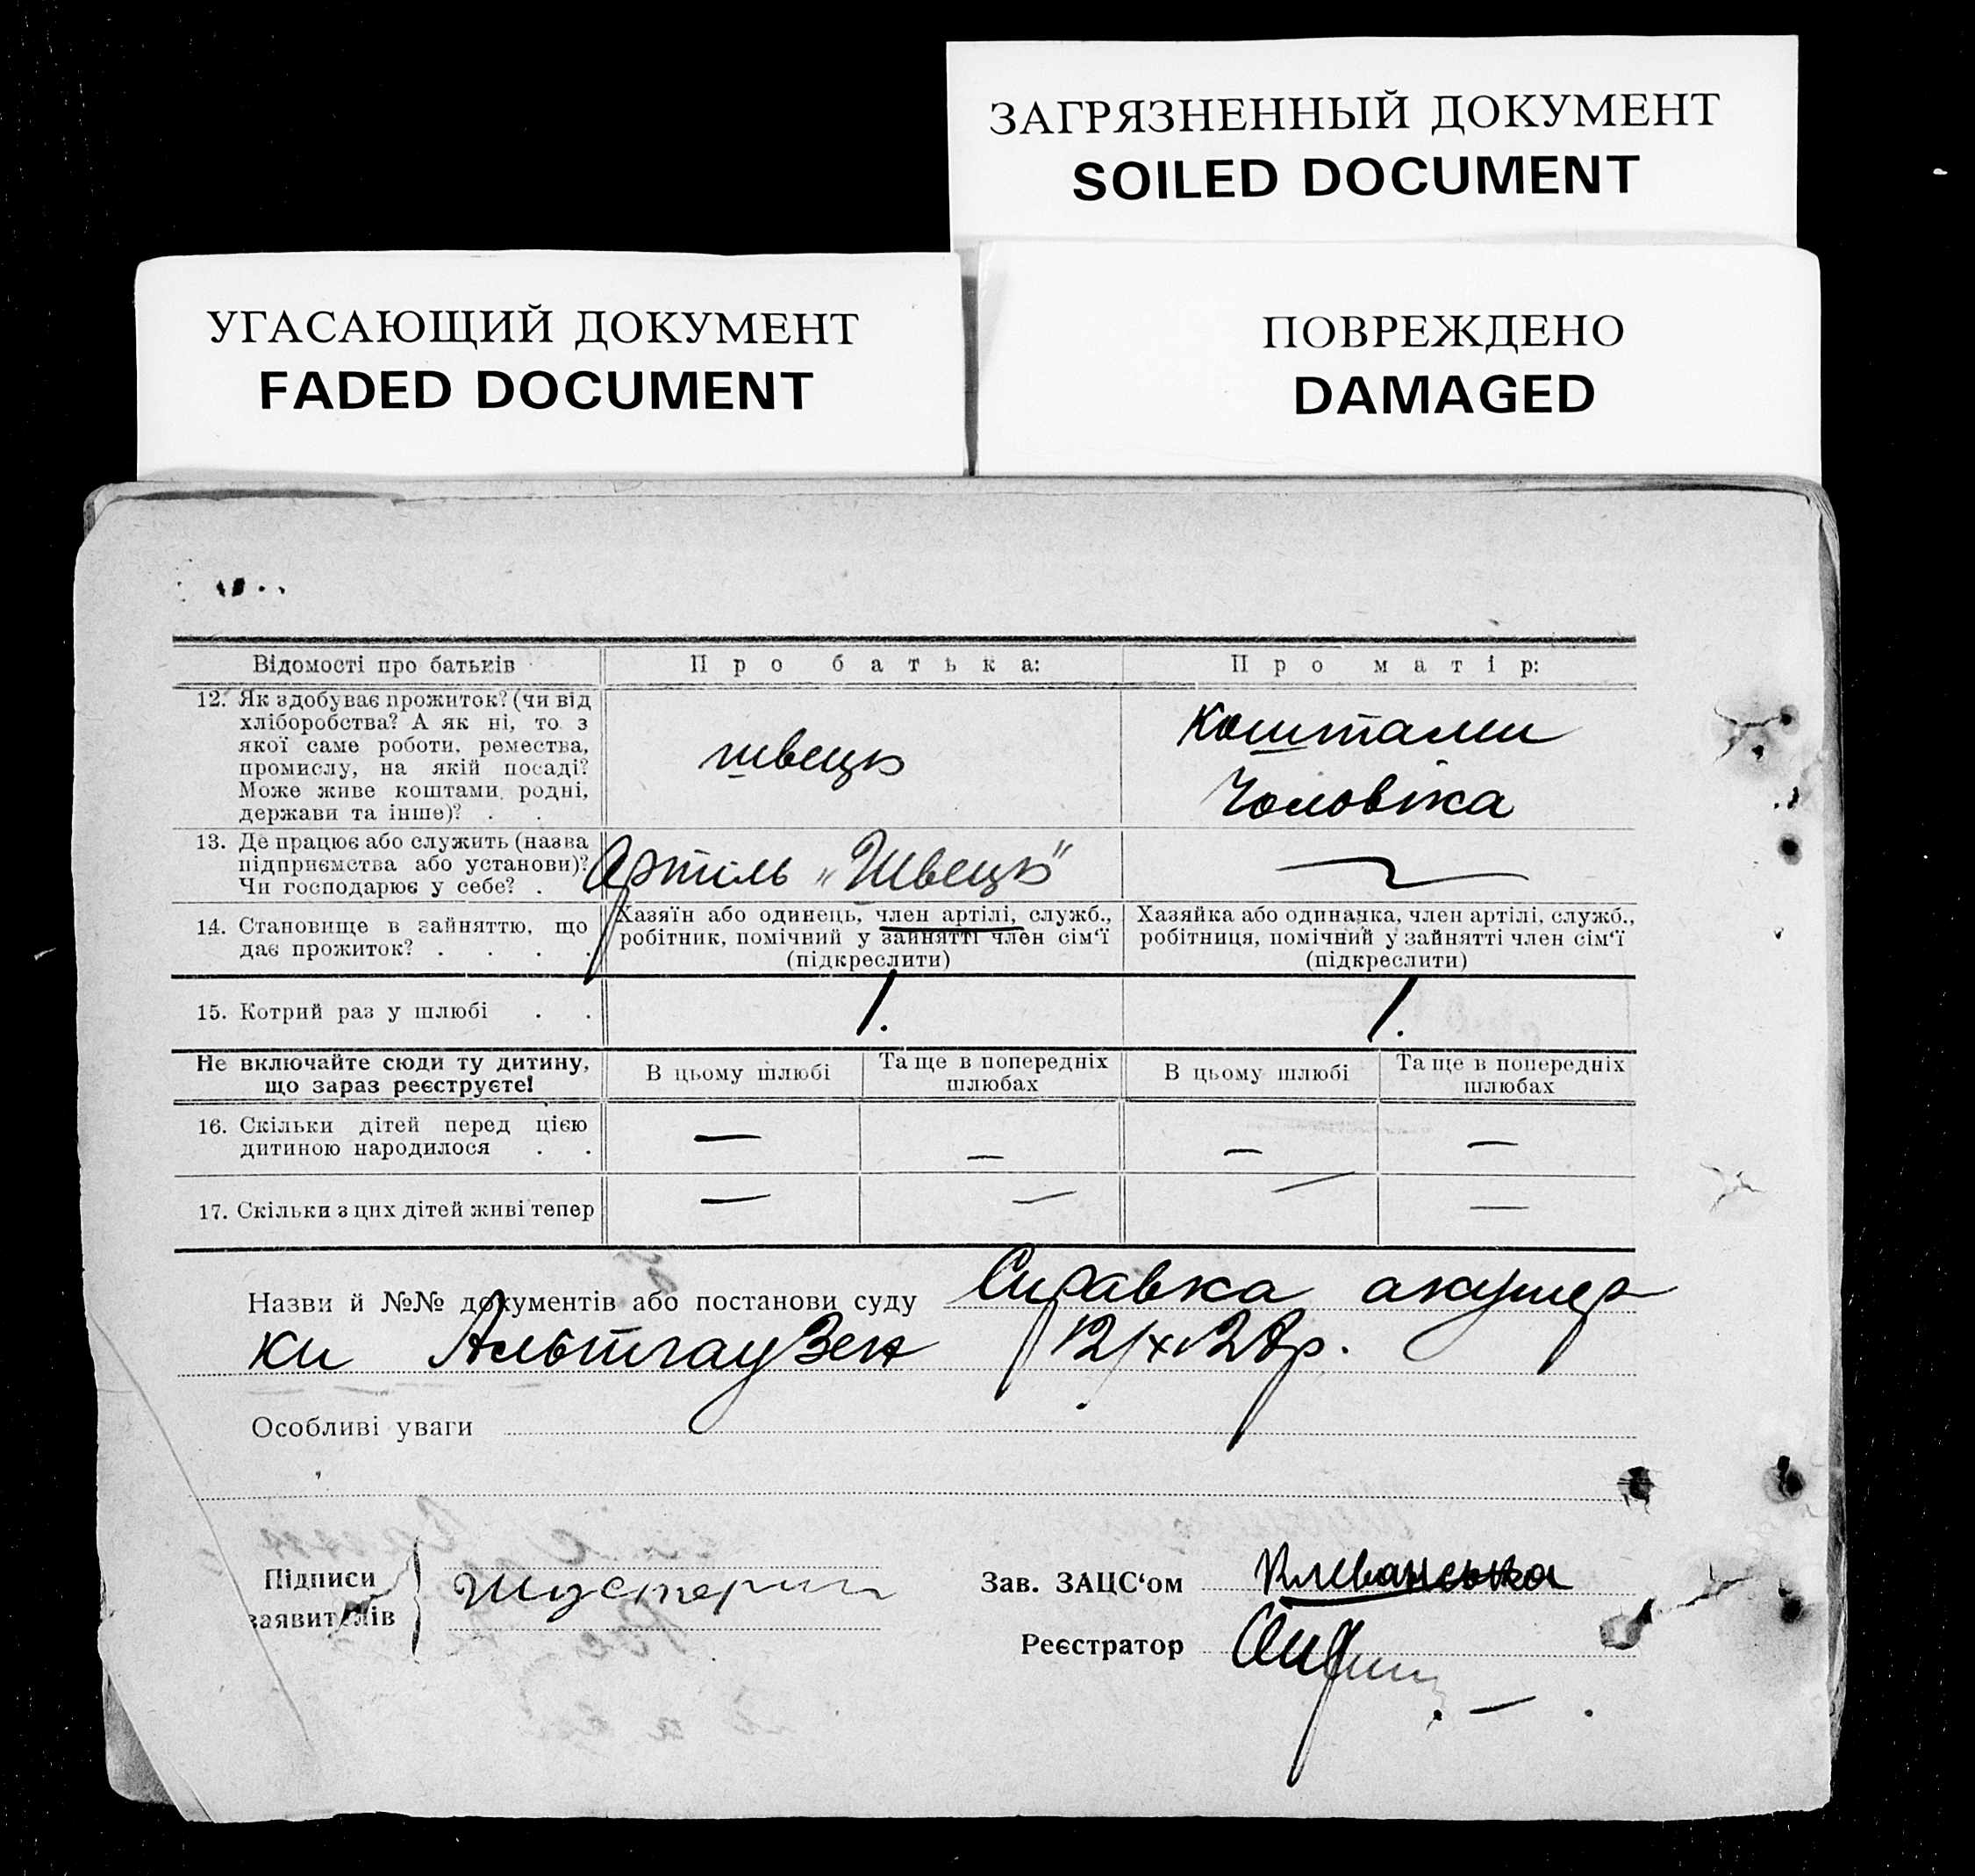 ЗАГРЯЗНЕННЫЙ ДОКУМЕНТ
SOILED DOCUMENT
УГАСАЮЩИЙ ДОКУМЕНТ
FADED DOCUMENT
ПОВРЕЖДЕНО
DAMAGED
Відомості про батьків
Про батька:
Про матір:
12. Як здобуває прожиток? (чи від
хліборобства? А як ні, то з
якої саме роботи, ремества,
промислу, на якій посаді?
Може живе коштами родні,
держави та інше)? . .
швець
коштами
Чоловіка
13. Де працює або служить (назва
підприємства або установи)?
Чи господарює у себе? .
Артіль „Швець"
14. Становище в зайняттю, що
дає прожиток? . . . .
Хазяїн або одинець, член артілі, служб.,
робітник, помічний у зайнятті член сім'ї
(підкреслити)
Хазяйка або одиначка, член артілі, служб.,
робітниця, помічний у зайнятті член сім'ї
(підкреслити)
15. Котрий раз у шлюбі . .
1.
1.
Не включайте сюди ту дитину,
що зараз реєструєте!
В цьому шлюбі
Та ще в попередніх
шлюбах
В цьому шлюбі
Та ще в попередніх
шлюбах
16. Скільки дітей перед цією
дитиною народилося . .
—
—
—
—
17. Скільки з цих дітей живі тепер
—
—
—
—
Назви й №№ документів або постанови суду Справка акушер
ки Альтгаузен 12/X 28р.
Особливі уваги
Підписи
заявителів
Шустерин
Зав. ЗАЦС'ом Клеванська
Реєстратор